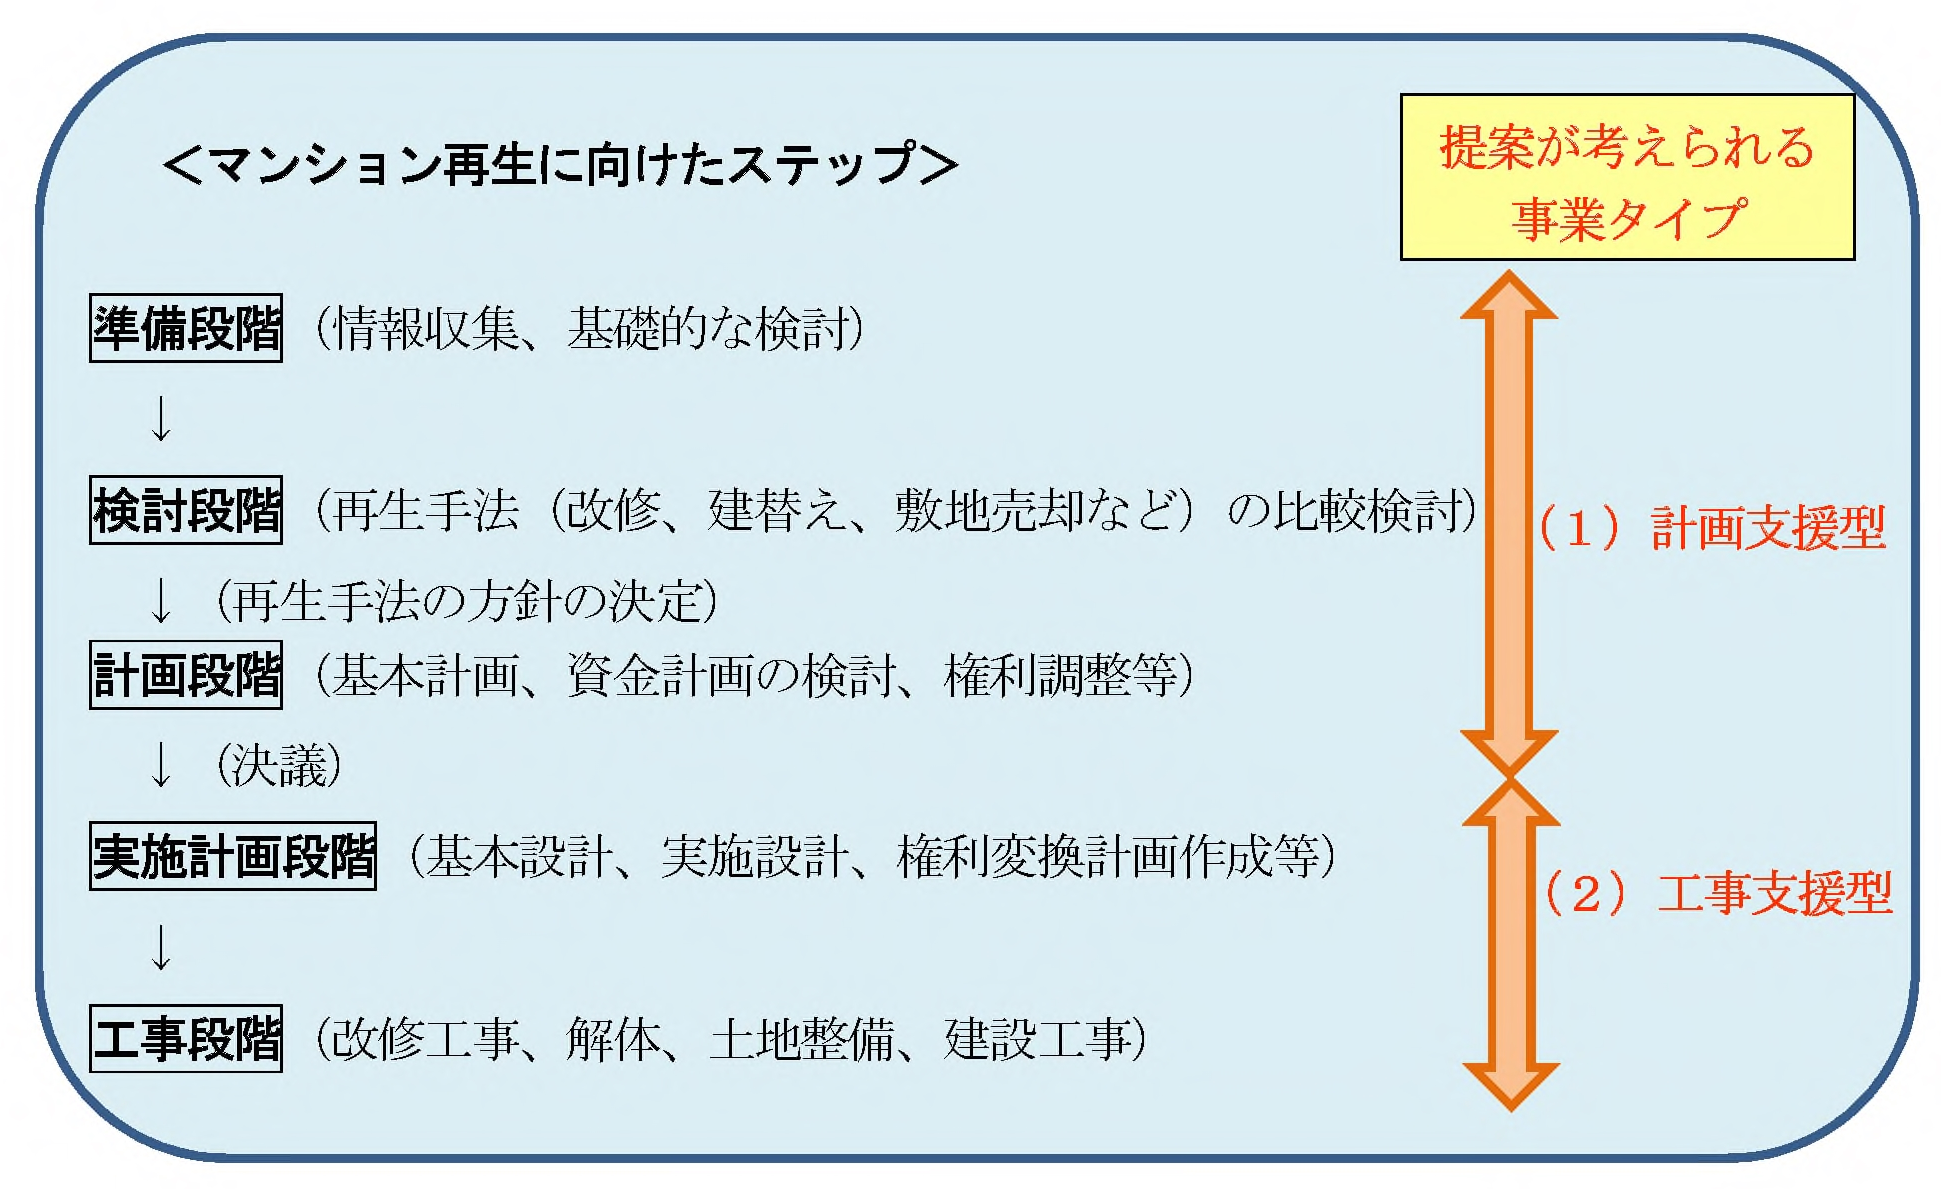 ＜マンション再生に向けたステップ＞
提案が考えられる
事業タイプ
準備段階（情報収集、基礎的な検討）
↓
検討段階（再生手法（改修、建替え、敷地売却など）の比較検討）
↓（再生手法の方針の決定）
（１）計画支援型
計画段階（基本計画、資金計画の検討、権利調整等）
↓（決議）
実施計画段階（基本設計、実施設計、権利変換計画作成等）
（２）工事支援型
↓
工事段階（改修工事、解体、土地整備、建設工事）